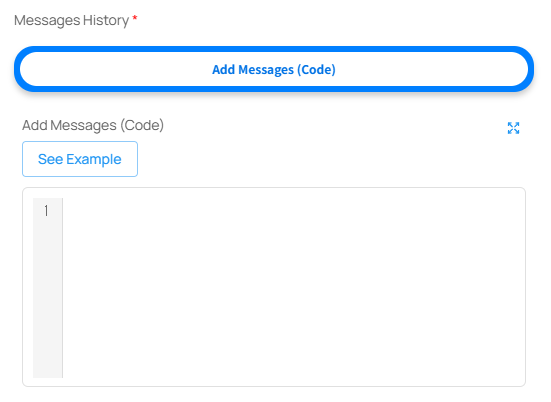 Messages History *
Add Messages (Code)
Add Messages (Code)
See Example
1